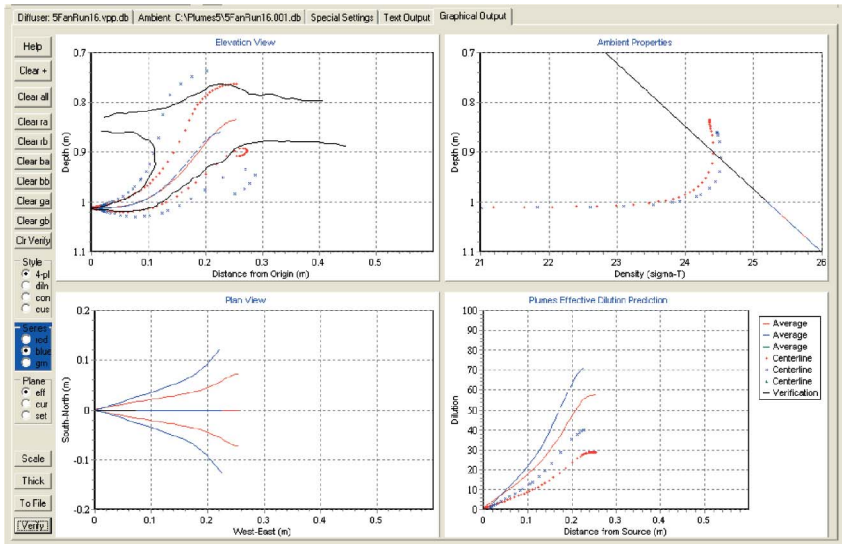 Diffuser: 5FanRun16.vpp.db
Ambient C:\Plumes5\5FanRun16.001.db
Special Settings
Text Output
Graphical Output
Help
Clear +
Clear all
Clear ra
Clear rb
Clear ba
Clear bb
Clear ga
Clear gb
Clr Verify
Style
4-pl
diln
con
cus
Series
red
blue
grn
Plane
eff
cur
set
Scale
Thick
To File
Verify
Elevation View
Depth (m)
0.7
0.8
0.9
1
1.1
0 0.1 0.2 0.3 0.4 0.5
Distance from Origin (m)
Ambient Properties
Depth (m)
0.7
0.8
0.9
1
1.1
21 22 23 24 25 26
Density (sigma-T)
Plan View
South-North (m)
0.2
0.1
0
-0.1
-0.2
0 0.1 0.2 0.3 0.4 0.5
West-East (m)
Plumes Effective Dilution Prediction
Dilution
100
90
80
70
60
50
40
30
20
10
0
0 0.1 0.2 0.3 0.4 0.5
Distance from Source (m)
Average
Average
Average
Centerline
Centerline
Centerline
Verification